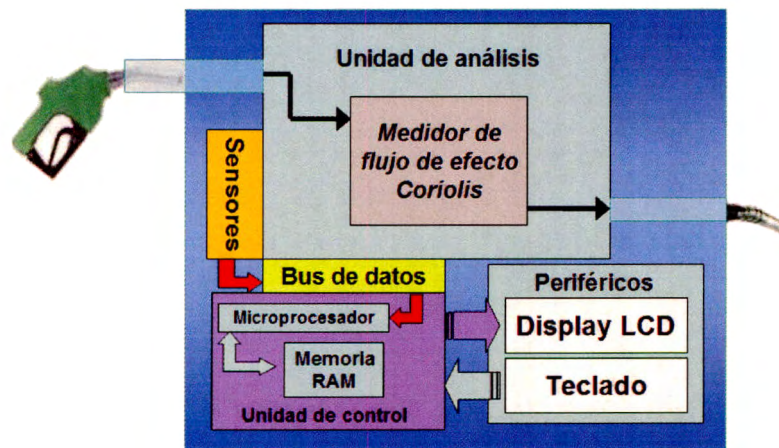 Unidad de análisis
Medidor de
flujo de efecto
Coriolis
Sensores
Bus de datos
Microprocesador
Memoria
RAM
Unidad de control
Periféricos
Display LCD
Teclado